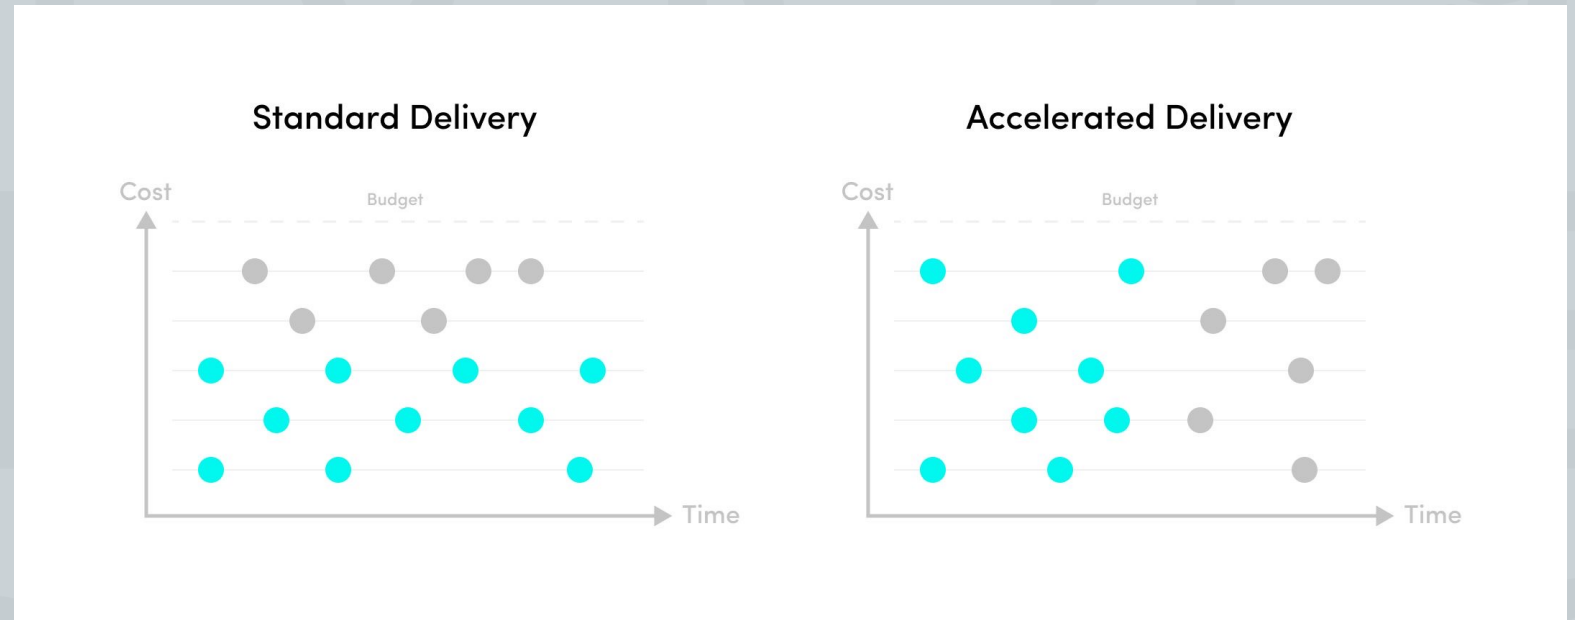 Standard Delivery
Cost
Budget
Time
Accelerated Delivery
Cost
Budget
Time